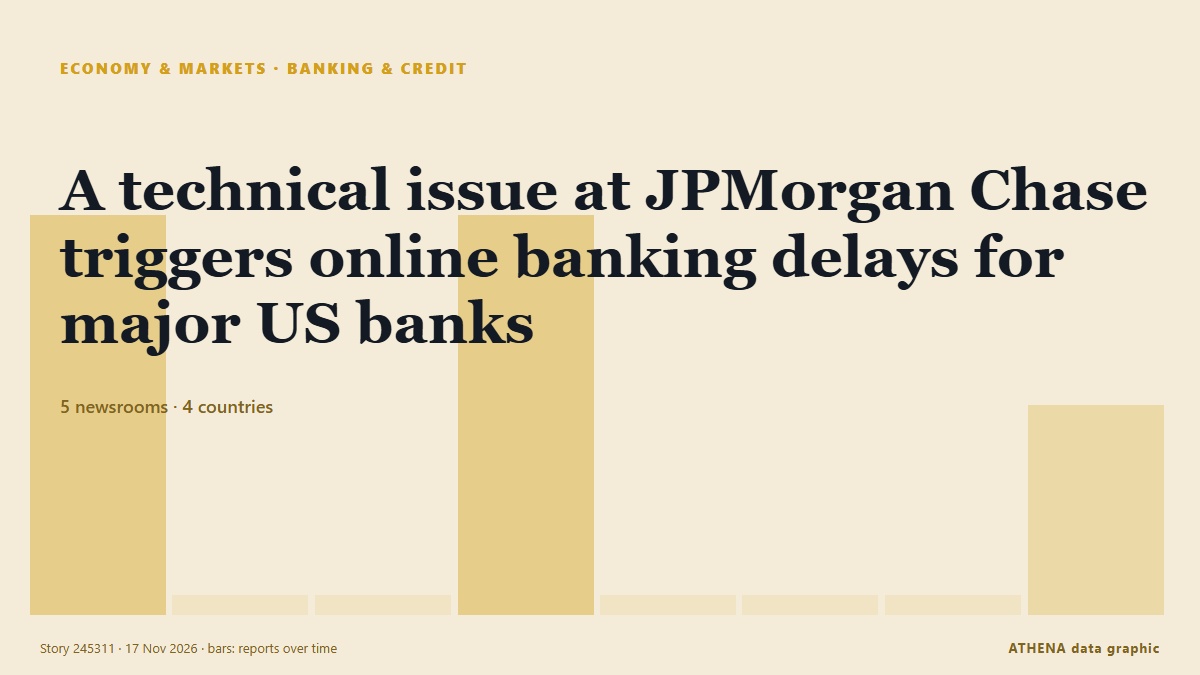 ECONOMY & MARKETS · BANKING & CREDIT
A technical issue at JPMorgan Chase
triggers online banking delays for
major US banks
5 newsrooms · 4 countries
Story 245311 · 17 Nov 2026 · bars: reports over time
ATHENA data graphic